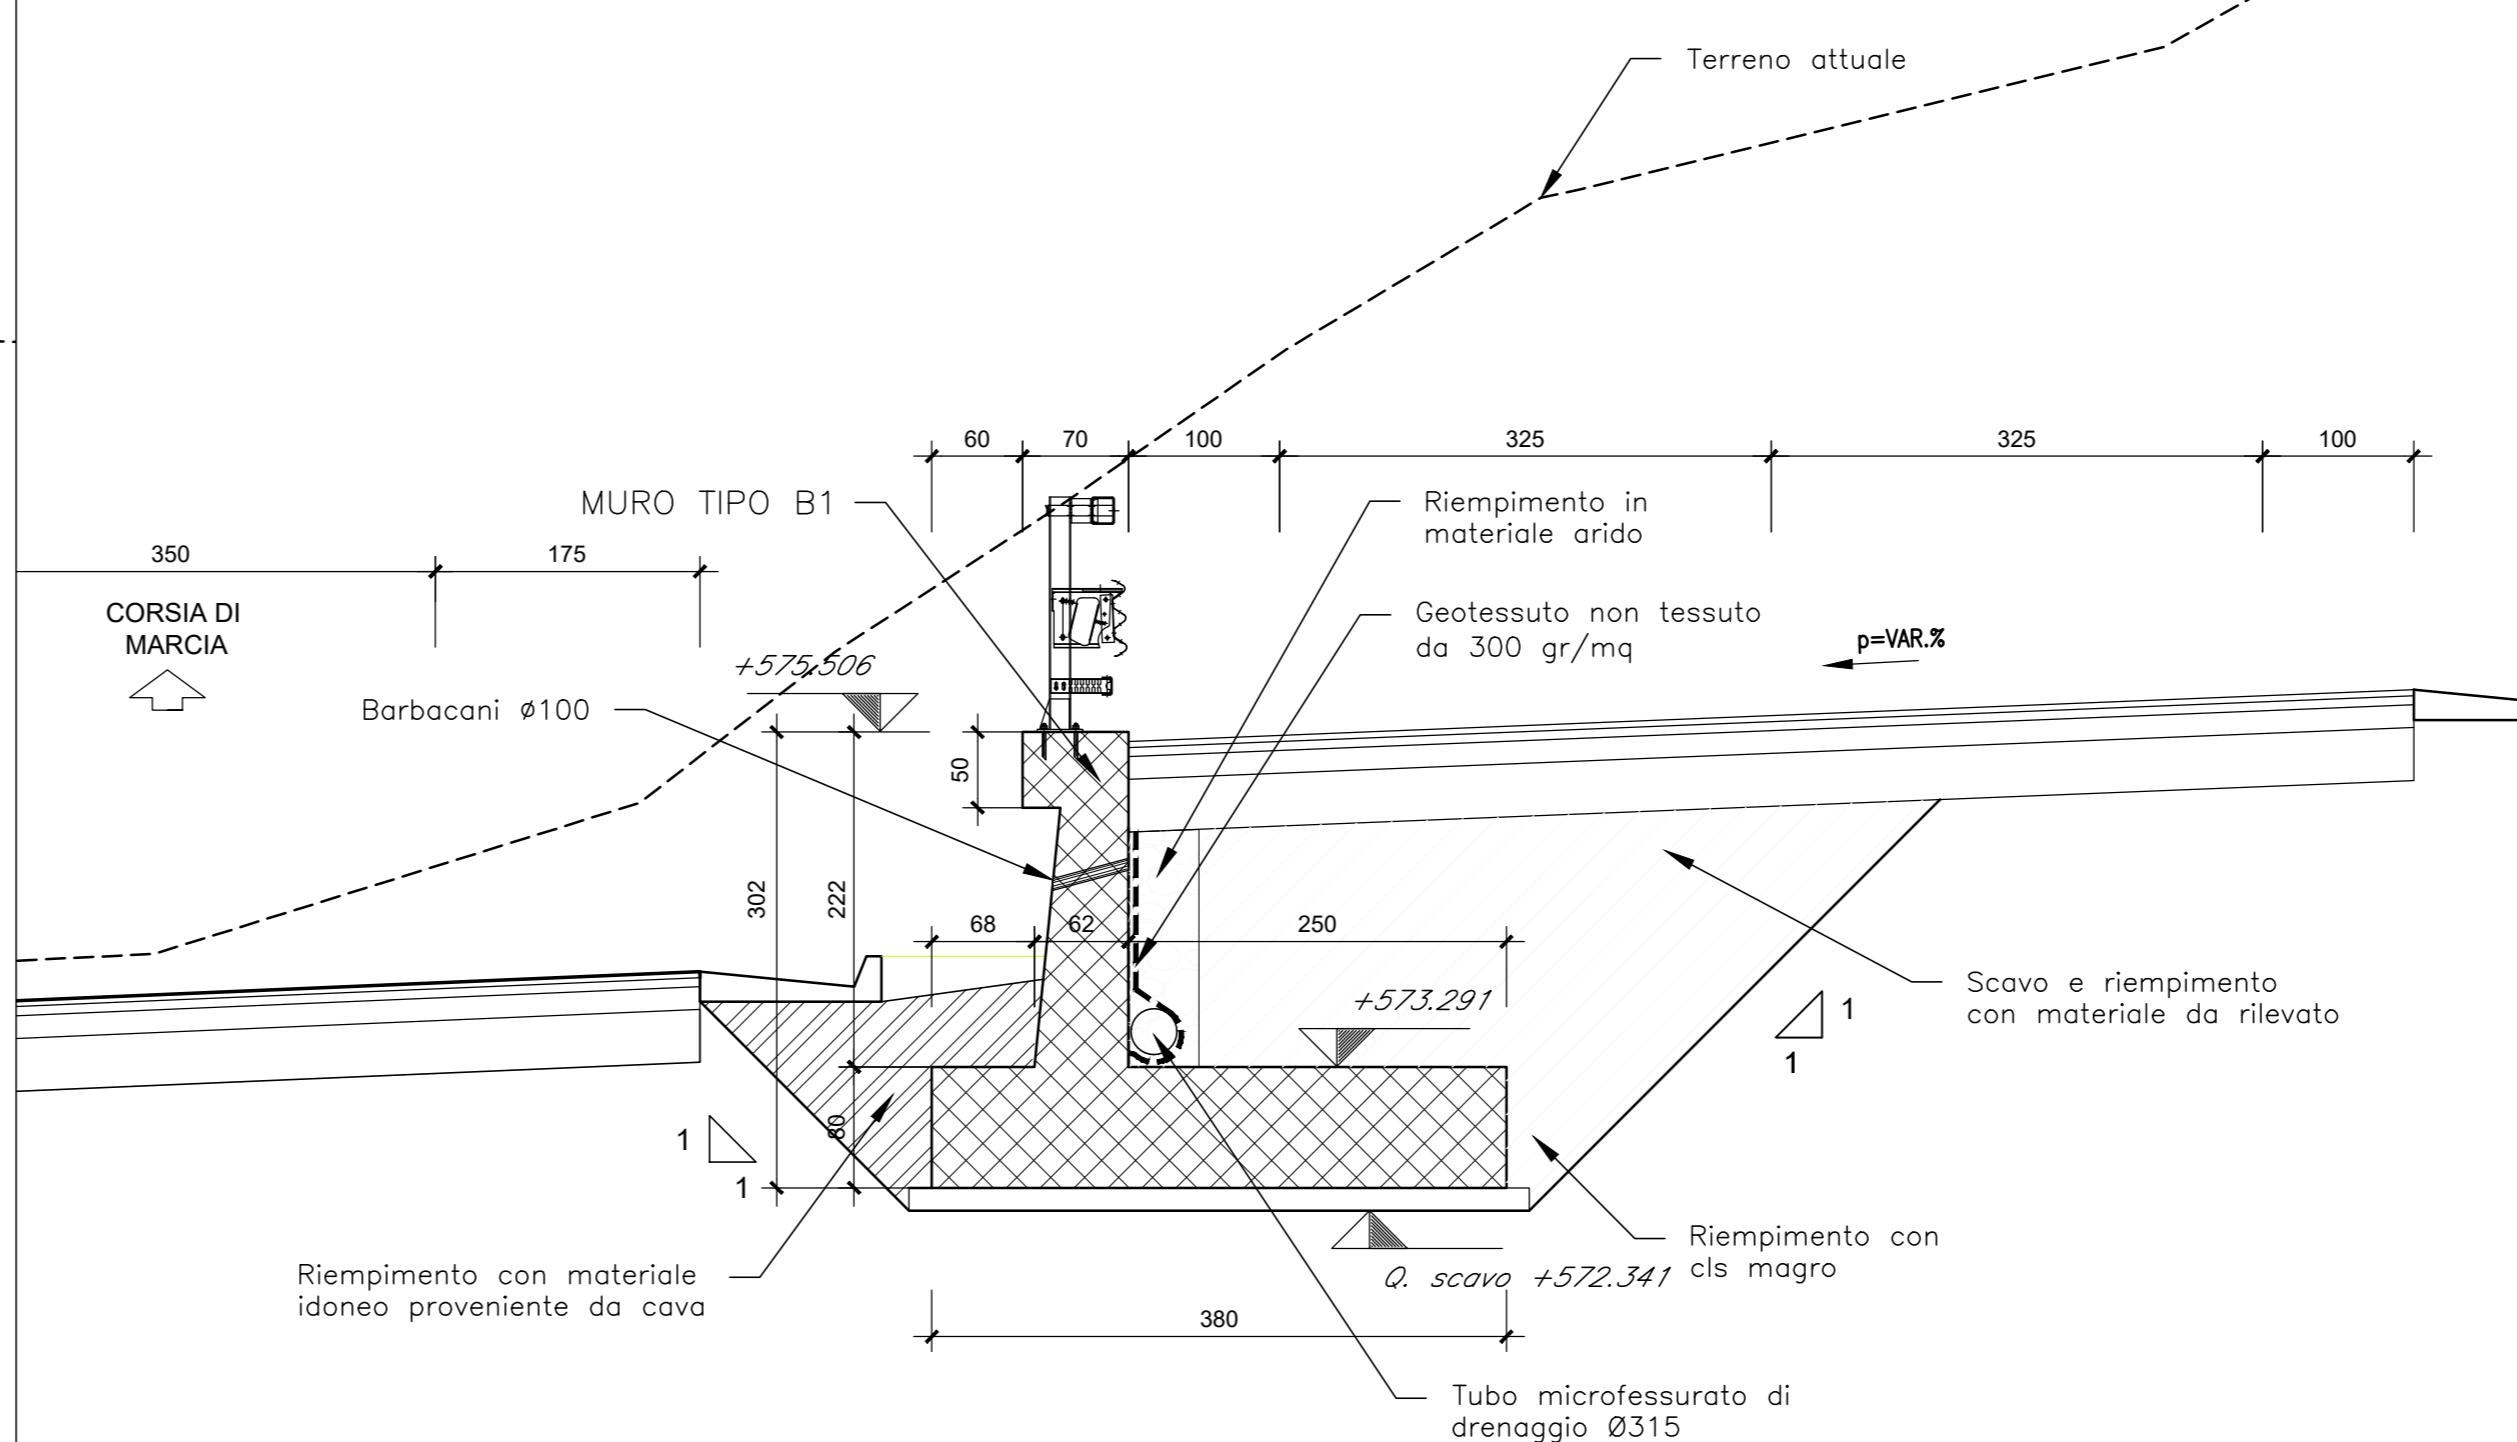 Terreno attuale
60 70 100 325 325 100
MURO TIPO B1
Riempimento in
materiale arido
350 175
CORSIA DI
MARCIA
Geotessuto non tessuto
da 300 gr/mq
p=VAR.%
+575.506
Barbacani ø100
50
302
222
68 62 250
+573.291
Scavo e riempimento
con materiale da rilevato
1
1
80
1
1
Riempimento con
cls magro
Q. scavo +572.341
Riempimento con materiale
idoneo proveniente da cava
380
Tubo microfessurato di
drenaggio Ø315